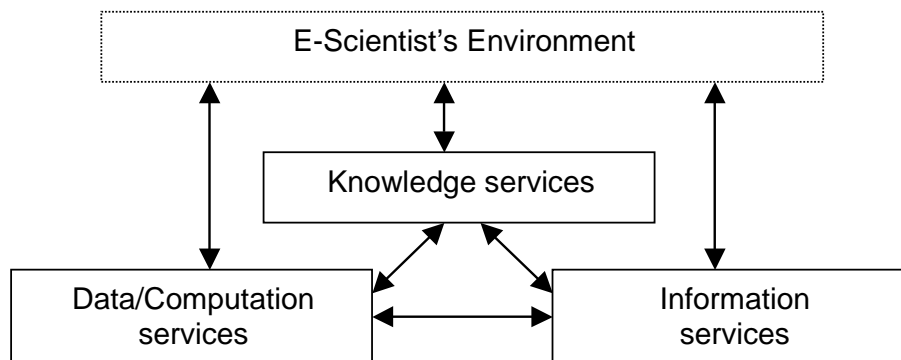 E-Scientist’s Environment
Knowledge services
Data/Computation
services
Information
services